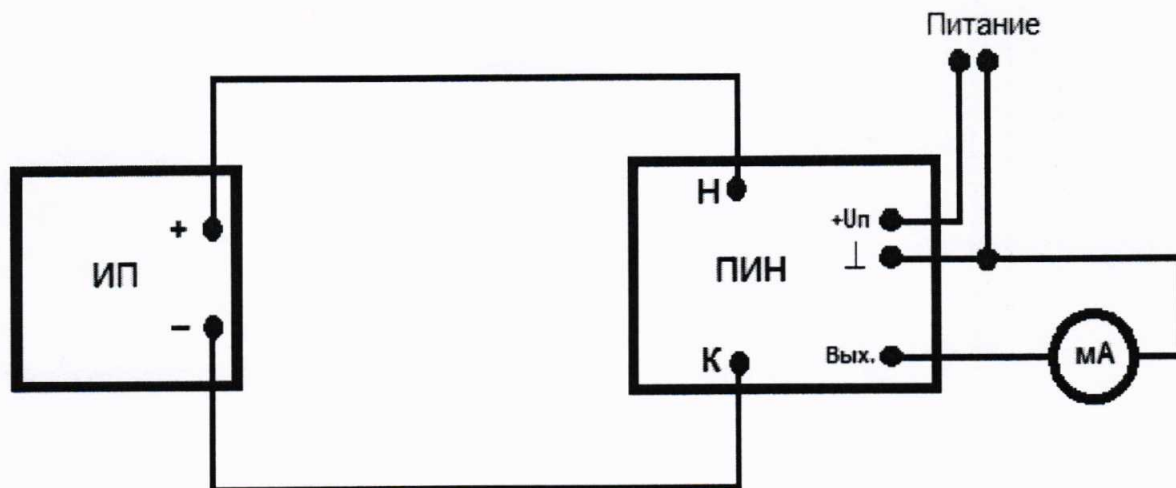 Питание
+
ИП
−
Н
+Uп
⊥
ПИН
К
Вых.
мА